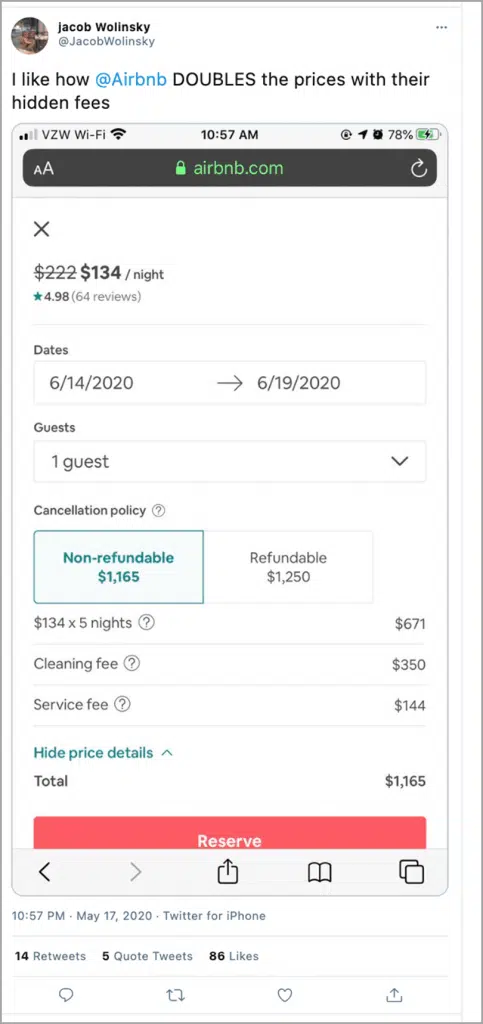 jacob Wolinsky
@JacobWolinsky
I like how @Airbnb DOUBLES the prices with their
hidden fees
VZW Wi-Fi 10:57 AM 78%
AA airbnb.com
$222 $134 / night
★4.98 (64 reviews)
Dates
6/14/2020 → 6/19/2020
Guests
1 guest
Cancellation policy ?
Non-refundable Refundable
$1,165 $1,250
$134 x 5 nights ? $671
Cleaning fee ? $350
Service fee ? $144
Hide price details
Total $1,165
Reserve
10:57 PM · May 17, 2020 · Twitter for iPhone
14 Retweets 5 Quote Tweets 86 Likes